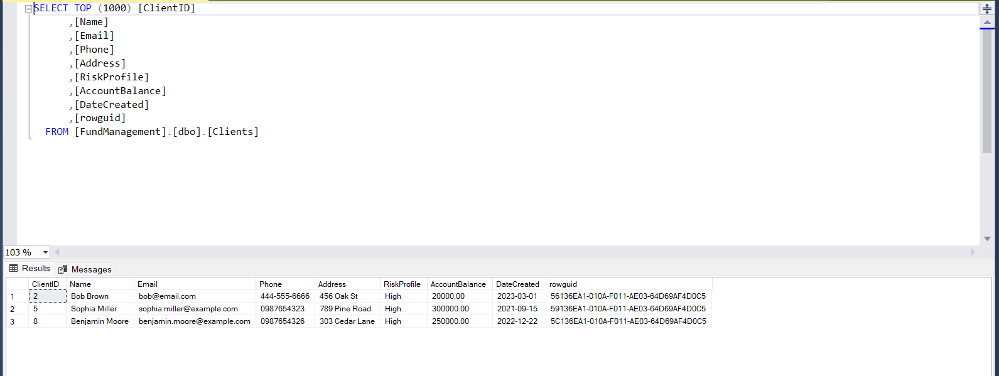 SELECT TOP (1000) [ClientID]
,[Name]
,[Email]
,[Phone]
,[Address]
,[RiskProfile]
,[AccountBalance]
,[DateCreated]
,[rowguid]
FROM [FundManagement].[dbo].[Clients]
103 %
Results Messages
ClientID Name Email Phone Address RiskProfile AccountBalance DateCreated rowguid
1 2 Bob Brown bob@email.com 444-555-6666 456 Oak St High 20000.00 2023-03-01 56136EA1-010A-F011-AE03-64D69AF4D0C5
2 5 Sophia Miller sophia.miller@example.com 0987654323 789 Pine Road High 300000.00 2021-09-15 59136EA1-010A-F011-AE03-64D69AF4D0C5
3 8 Benjamin Moore benjamin.moore@example.com 0987654326 303 Cedar Lane High 250000.00 2022-12-22 5C136EA1-010A-F011-AE03-64D69AF4D0C5